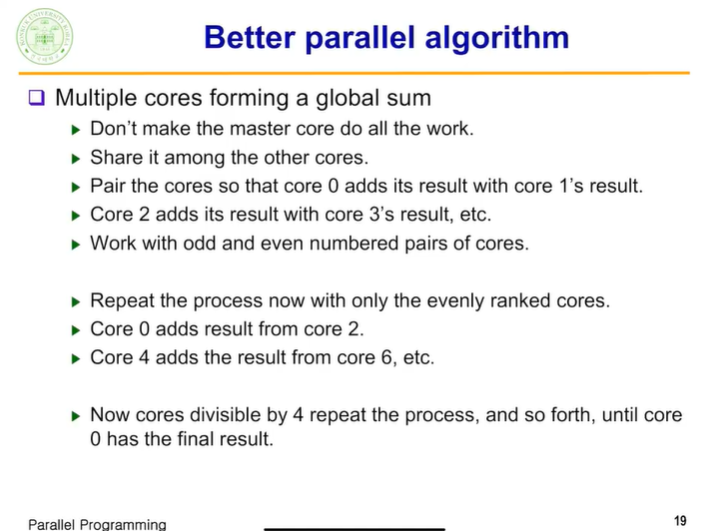 Better parallel algorithm
Multiple cores forming a global sum
Don't make the master core do all the work.
Share it among the other cores.
Pair the cores so that core 0 adds its result with core 1's result.
Core 2 adds its result with core 3's result, etc.
Work with odd and even numbered pairs of cores.
Repeat the process now with only the evenly ranked cores.
Core 0 adds result from core 2.
Core 4 adds the result from core 6, etc.
Now cores divisible by 4 repeat the process, and so forth, until core
0 has the final result.
Parallel Programming
19